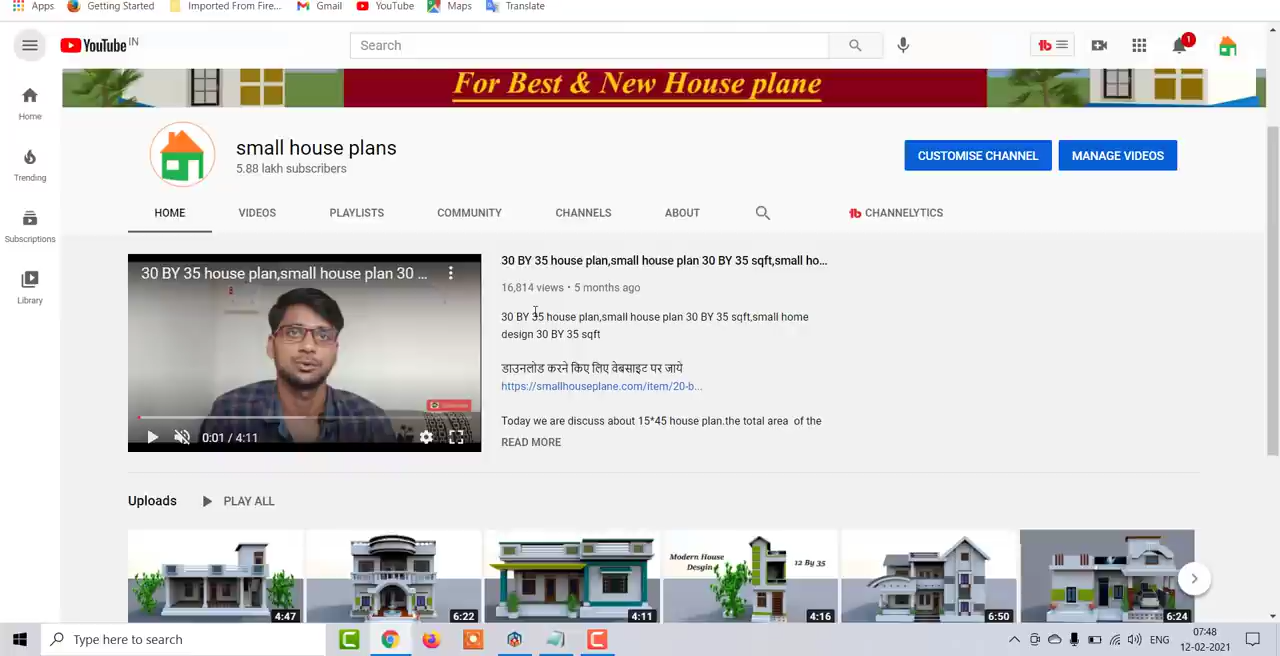 Apps Getting Started Imported From Fire... Gmail YouTube Maps Translate
YouTube IN
Search
1
Home
Trending
Subscriptions
Library
For Best & New House plane
small house plans
5.88 lakh subscribers
CUSTOMISE CHANNEL MANAGE VIDEOS
HOME VIDEOS PLAYLISTS COMMUNITY CHANNELS ABOUT CHANNELYTICS
30 BY 35 house plan,small house plan 30 ...
0:01 / 4:11
30 BY 35 house plan,small house plan 30 BY 35 sqft,small ho...
16,814 views • 5 months ago
30 BY 35 house plan,small house plan 30 BY 35 sqft,small home
design 30 BY 35 sqft
डाउनलोड करने किए लिए वेबसाइट पर जाये
https://smallhouseplane.com/item/20-b...
Today we are discuss about 15*45 house plan.the total area of the
READ MORE
Uploads PLAY ALL
4:47
6:22
4:11
Modern House
Desgin
12 By 35
4:16
6:50
6:24
Type here to search
ENG
07:48
12-02-2021